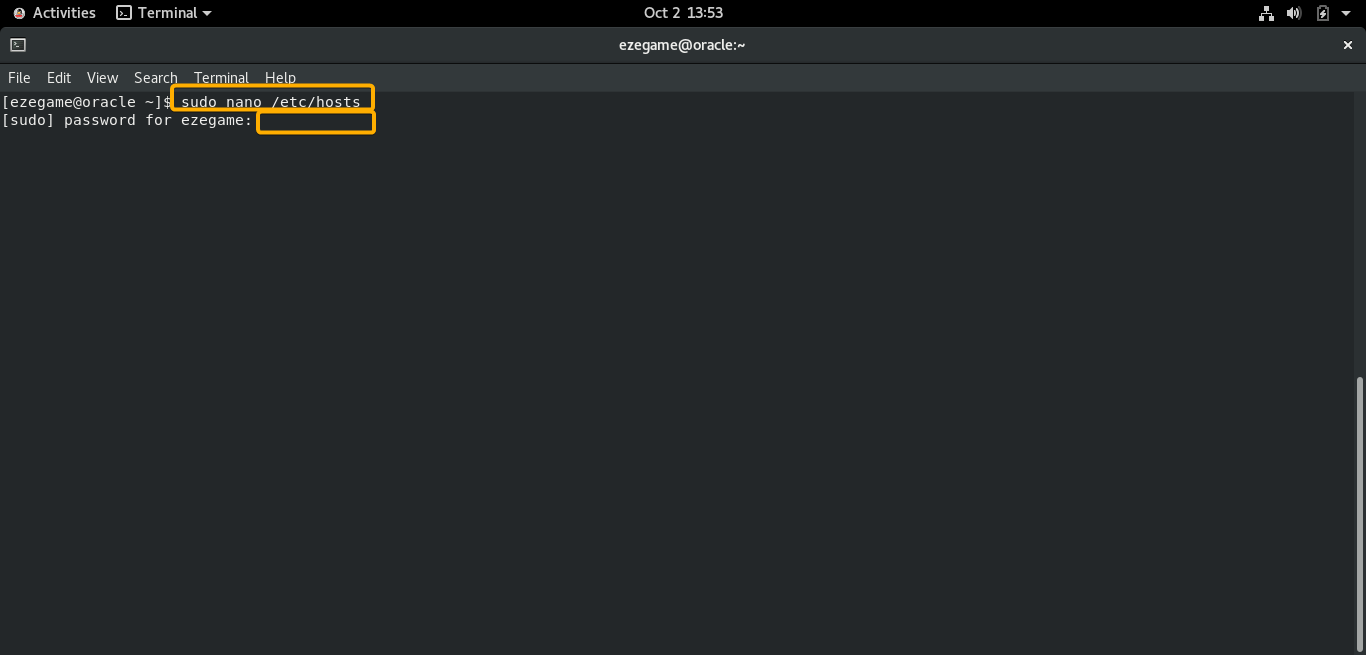 Activities Terminal Oct 2 13:53
ezegame@oracle:~
File Edit View Search Terminal Help
[ezegame@oracle ~]$ sudo nano /etc/hosts
[sudo] password for ezegame: